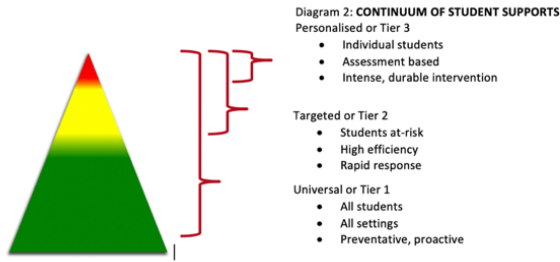 Diagram 2: CONTINUUM OF STUDENT SUPPORTS
Personalised or Tier 3
• Individual students
• Assessment based
• Intense, durable intervention
Targeted or Tier 2
• Students at-risk
• High efficiency
• Rapid response
Universal or Tier 1
• All students
• All settings
• Preventative, proactive